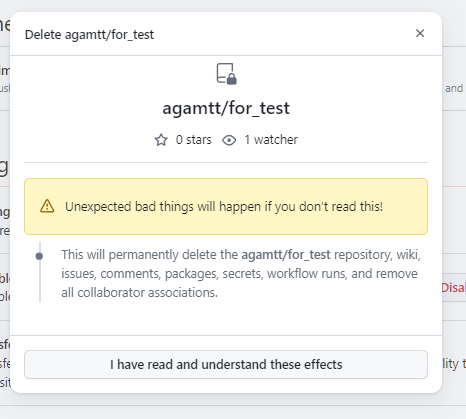 Delete agamtt/for_test
agamtt/for_test
0 stars 1 watcher
Unexpected bad things will happen if you don't read this!
This will permanently delete the agamtt/for_test repository, wiki,
issues, comments, packages, secrets, workflow runs, and remove
all collaborator associations.
I have read and understand these effects
and